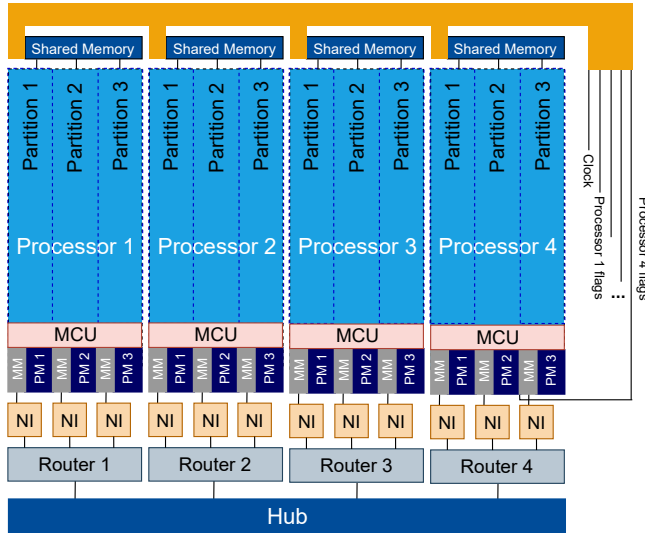 Shared Memory
Shared Memory
Shared Memory
Shared Memory
Partition 1
Partition 2
Partition 3
Partition 1
Partition 2
Partition 3
Partition 1
Partition 2
Partition 3
Partition 1
Partition 2
Partition 3
Clock
Processor 1 flags
...
Processor 4 flags
Processor 1
Processor 2
Processor 3
Processor 4
MCU
MCU
MCU
MCU
MM
PM 1
MM
PM 2
MM
PM 3
MM
PM 1
MM
PM 2
MM
PM 3
MM
PM 1
MM
PM 2
MM
PM 3
MM
PM 1
MM
PM 2
MM
PM 3
NI
NI
NI
NI
NI
NI
NI
NI
NI
NI
NI
NI
Router 1
Router 2
Router 3
Router 4
Hub